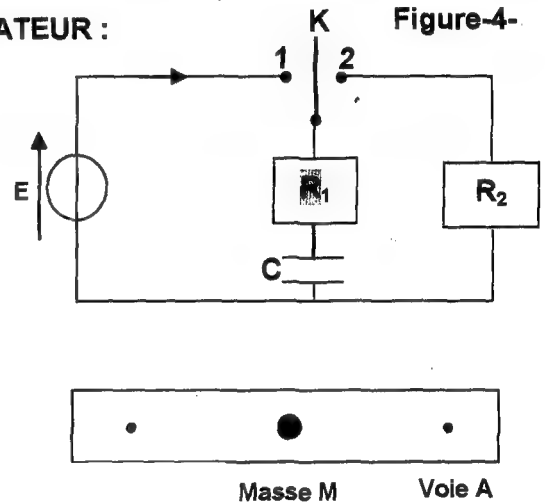 ATEUR :
Figure-4-
K
1 2
E
R₁
R₂
C
Masse M Voie A